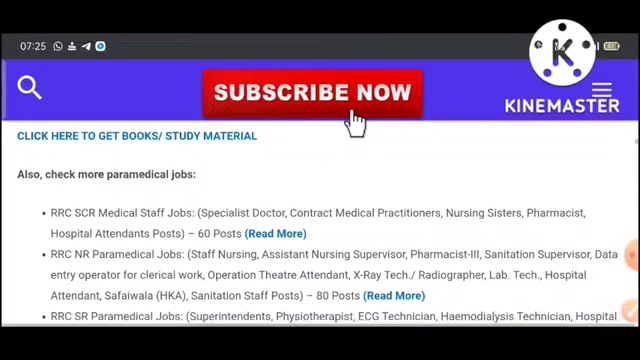 07:25
SUBSCRIBE NOW
K
KINEMASTER
CLICK HERE TO GET BOOKS/ STUDY MATERIAL
Also, check more paramedical jobs:
• RRC SCR Medical Staff Jobs: (Specialist Doctor, Contract Medical Practitioners, Nursing Sisters, Pharmacist,
Hospital Attendants Posts) – 60 Posts (Read More)
• RRC NR Paramedical Jobs: (Staff Nursing, Assistant Nursing Supervisor, Pharmacist-III, Sanitation Supervisor, Data
entry operator for clerical work, Operation Theatre Attendant, X-Ray Tech./ Radiographer, Lab. Tech., Hospital
Attendant, Safaiwala (HKA), Sanitation Staff Posts) – 80 Posts (Read More)
• RRC SR Paramedical Jobs: (Superintendents, Physiotherapist, ECG Technician, Haemodialysis Technician, Hospital